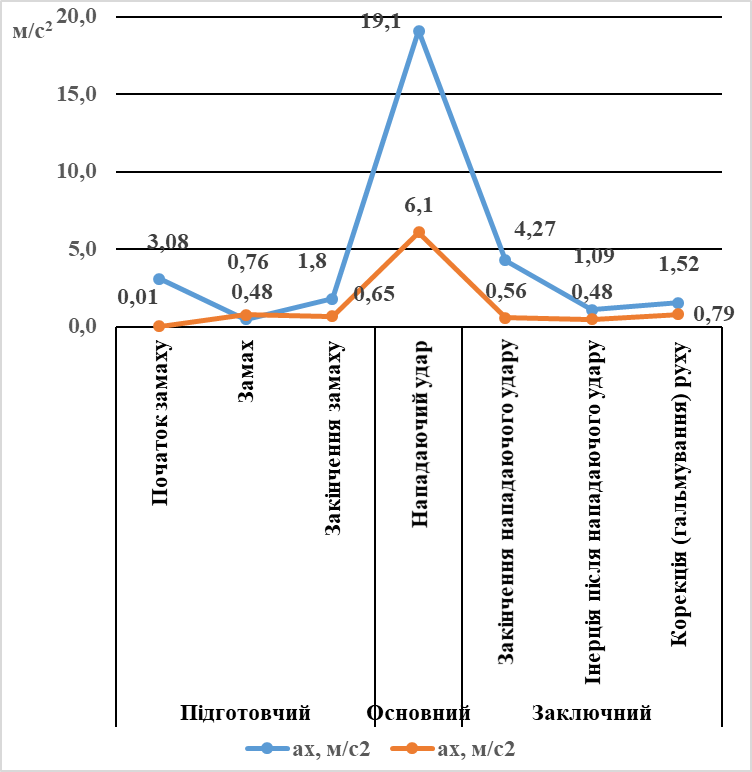 м/с2
20,0
15,0
10,0
5,0
0,0
19,1
6,1
3,08
0,01
0,76
0,48
1,8
0,65
4,27
0,56
1,09
0,48
1,52
0,79
Початок замаху
Замах
Закінчення замаху
Нападаючий удар
Закінчення нападаючого удару
Інерція після нападаючого удару
Корекція (гальмування) руху
Підготовчий
Основний
Заключний
ах, м/с2
ах, м/с2